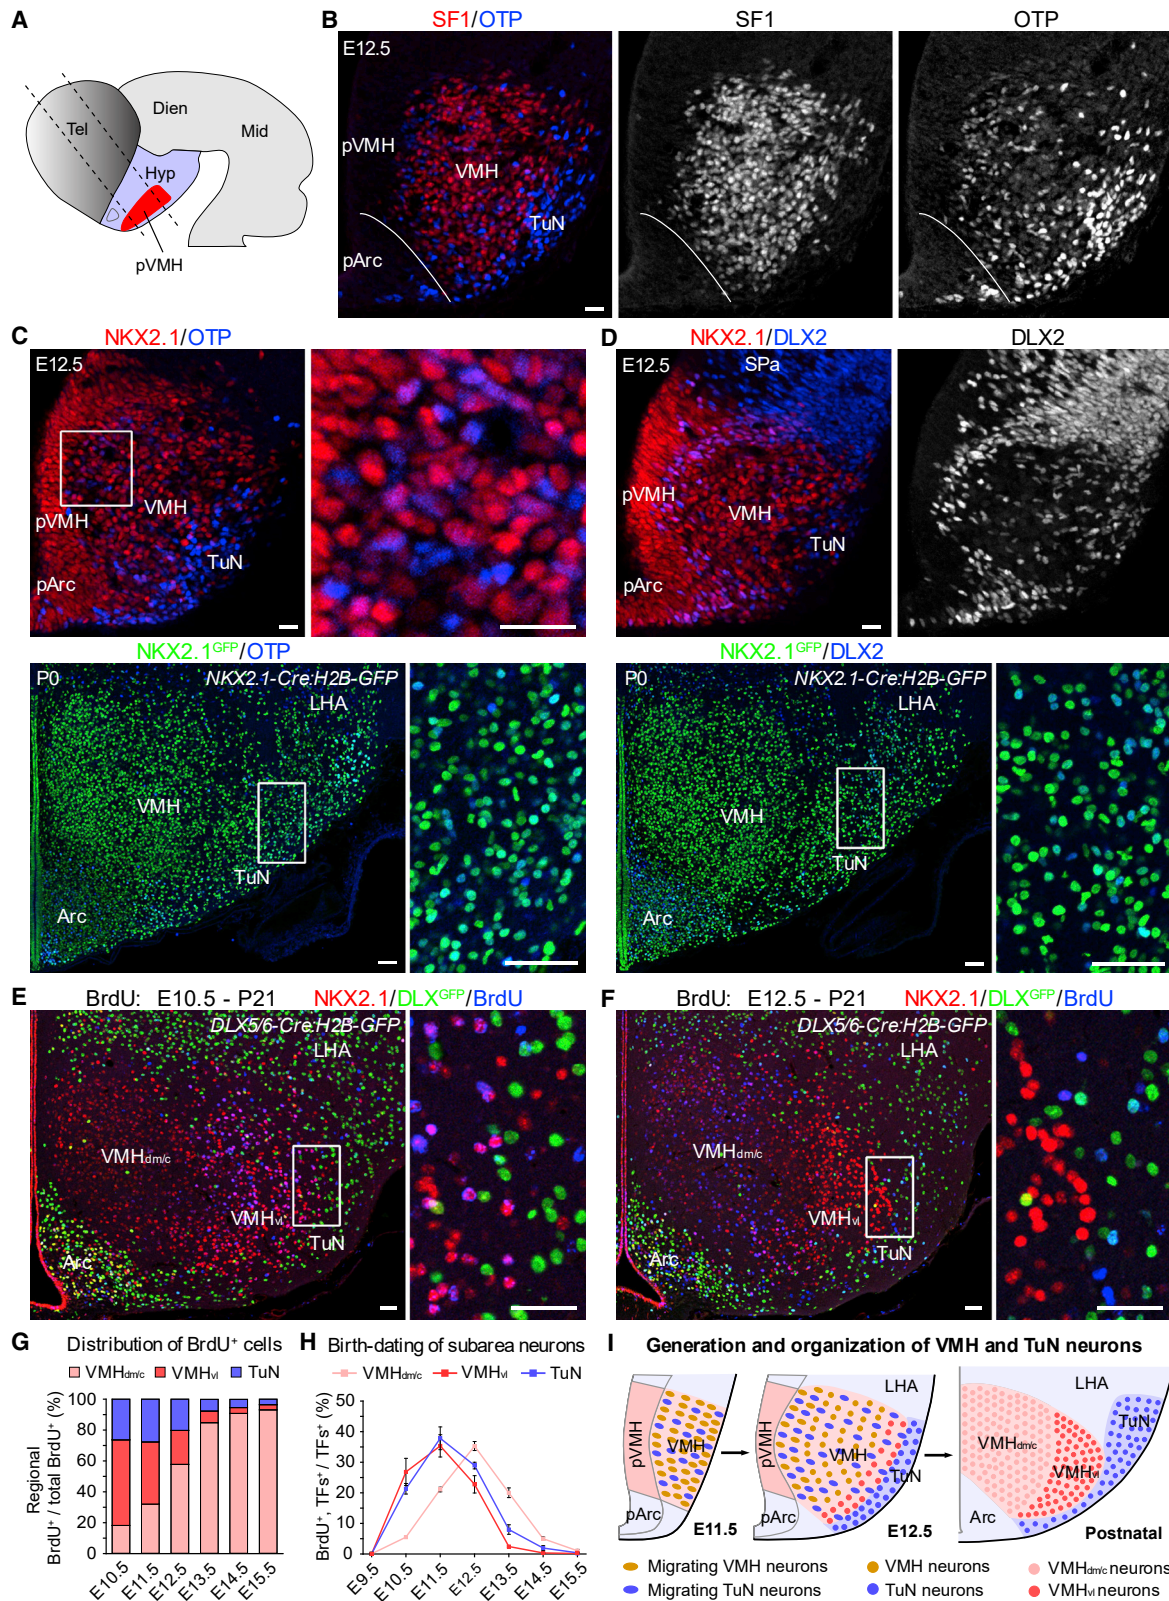 A
Tel
Dien
Mid
Hyp
pVMH
B
SF1/OTP
SF1
OTP
E12.5
pVMH
VMH
TuN
pArc
C
NKX2.1/OTP
E12.5
pVMH
VMH
TuN
pArc
NKX2.1GFP/OTP
P0
NKX2.1-Cre:H2B-GFP
LHA
VMH
TuN
Arc
D
NKX2.1/DLX2
DLX2
E12.5
SPa
pVMH
VMH
TuN
pArc
NKX2.1GFP/DLX2
P0
NKX2.1-Cre:H2B-GFP
LHA
VMH
TuN
Arc
E
BrdU: E10.5 - P21 NKX2.1/DLXGFP/BrdU
DLX5/6-Cre:H2B-GFP
LHA
VMHdm/c
VMHvl
TuN
Arc
F
BrdU: E12.5 - P21 NKX2.1/DLXGFP/BrdU
DLX5/6-Cre:H2B-GFP
LHA
VMHdm/c
VMHvl
TuN
Arc
G
Distribution of BrdU+ cells
VMHdm/c VMHvl TuN
Regional
BrdU+ / total BrdU+ (%)
100
80
60
40
20
0
E10.5 E11.5 E12.5 E13.5 E14.5 E15.5
H
Birth-dating of subarea neurons
VMHdm/c VMHvl TuN
BrdU+, TFs+ / TFs+ (%)
50
40
30
20
10
0
E9.5 E10.5 E11.5 E12.5 E13.5 E14.5 E15.5
I
Generation and organization of VMH and TuN neurons
pVMH
VMH
pArc
E11.5
LHA
pVMH
VMH
TuN
pArc
E12.5
LHA
TuN
VMHdm/c
VMHvl
Arc
Postnatal
Migrating VMH neurons
Migrating TuN neurons
VMH neurons
TuN neurons
VMHdm/c neurons
VMHvl neurons